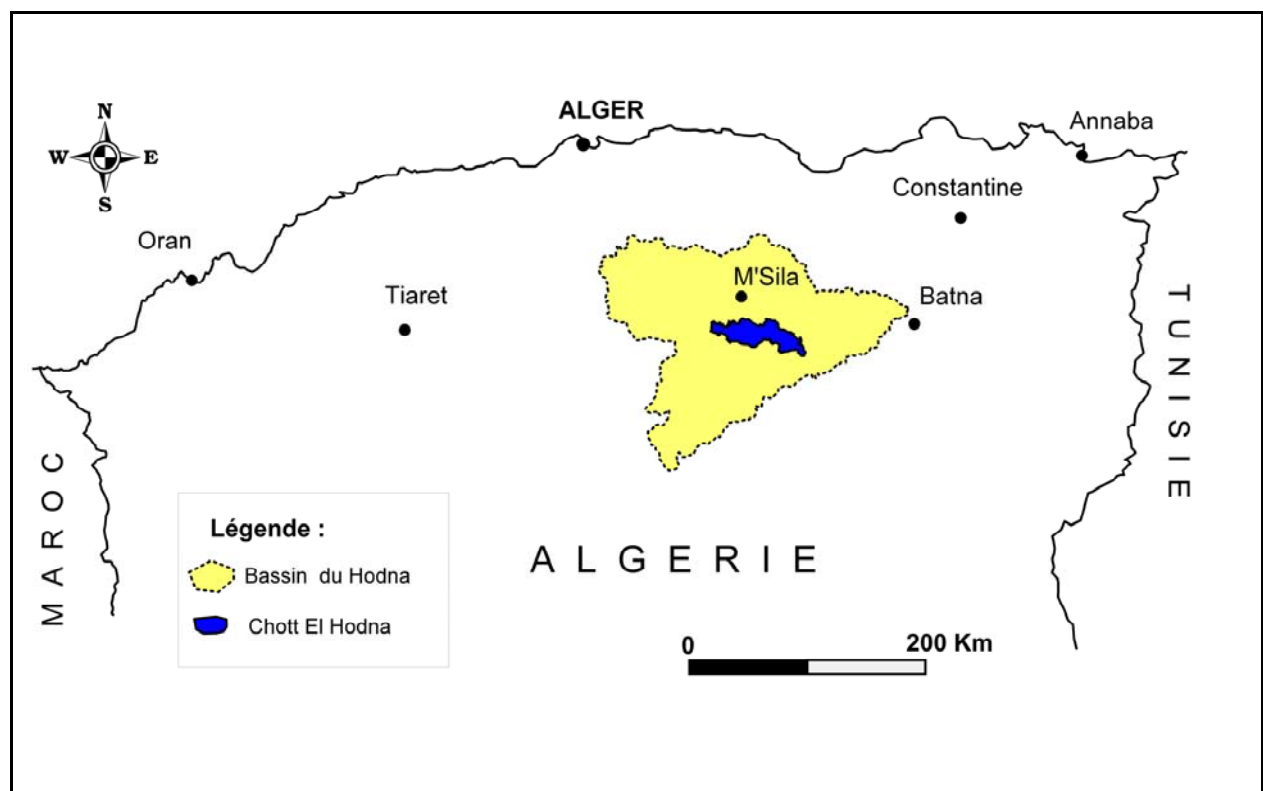 N
W E
S
ALGER
Annaba
Constantine
Oran
M'Sila
Tiaret
Batna
TUNISIE
MAROC
Légende :
ALGERIE
Bassin du Hodna
Chott El Hodna
0 200 Km